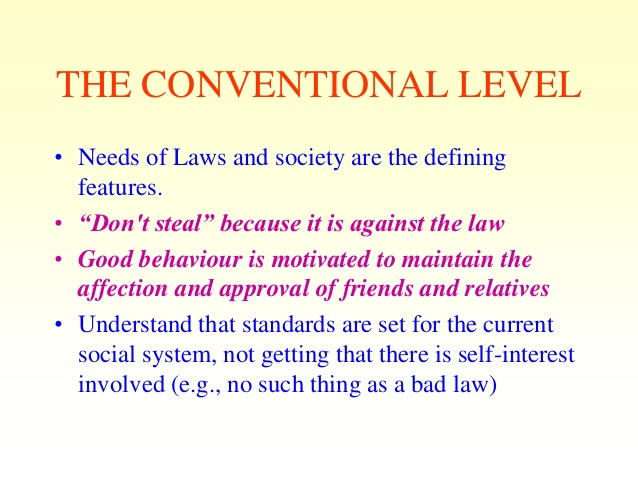 THE CONVENTIONAL LEVEL
• Needs of Laws and society are the defining
features.
• “Don't steal” because it is against the law
• Good behaviour is motivated to maintain the
affection and approval of friends and relatives
• Understand that standards are set for the current
social system, not getting that there is self-interest
involved (e.g., no such thing as a bad law)